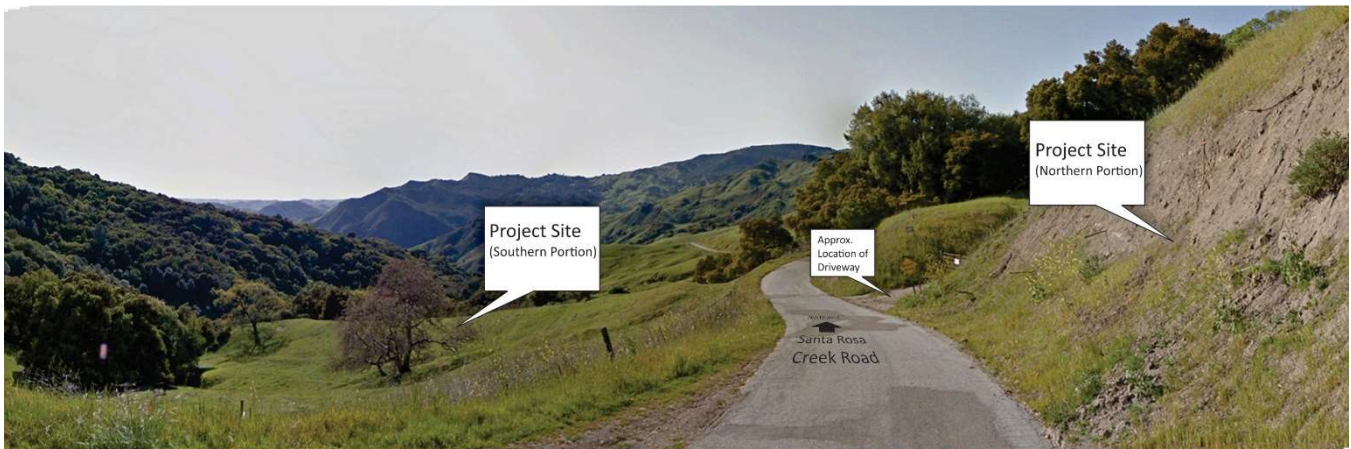 Project Site
(Southern Portion)
Approx.
Location of
Driveway
Project Site
(Northern Portion)
Santa Rosa
Creek Road